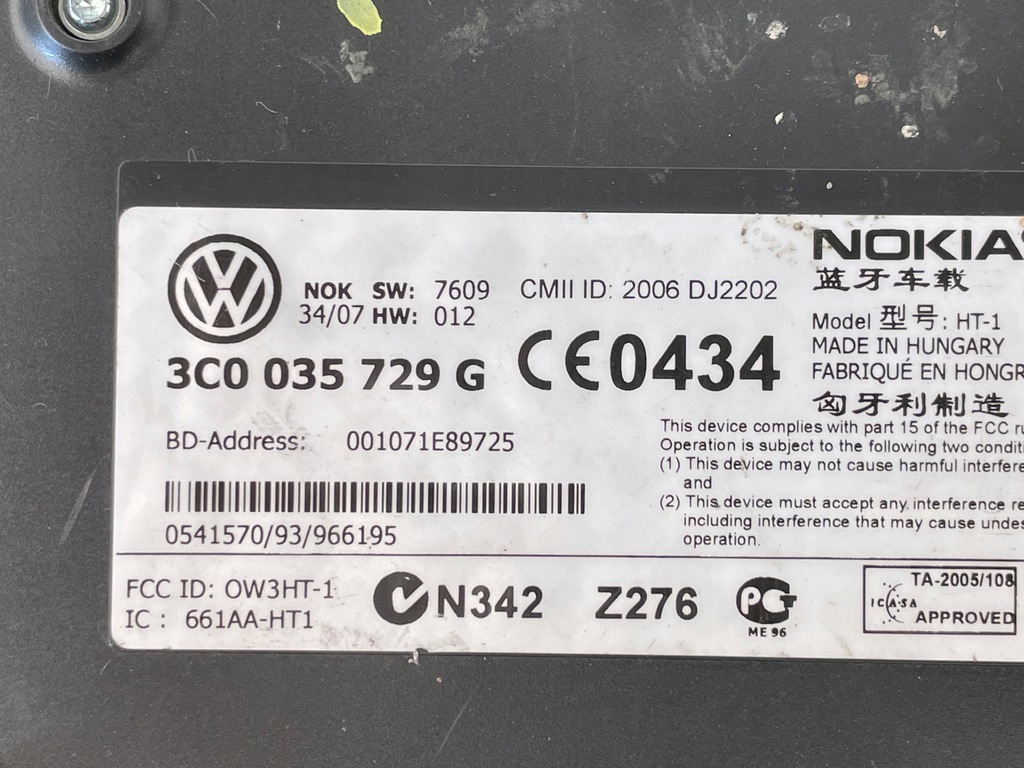 NOK SW: 7609
34/07 HW: 012
CMII ID: 2006 DJ2202
3C0 035 729 G
CE0434
BD-Address: 001071E89725
0541570/93/966195
NOKIA
蓝牙车载
Model 型号: HT-1
MADE IN HUNGARY
FABRIQUÉ EN HONGR
匈牙利制造
This device complies with part 15 of the FCC ru
Operation is subject to the following two condit
(1) This device may not cause harmful interfere
and
(2) This device must accept any interference re
including interference that may cause undes
operation.
FCC ID: OW3HT-1
IC : 661AA-HT1
N342
Z276
PCT
ME 96
TA-2005/108
ICASA
APPROVED